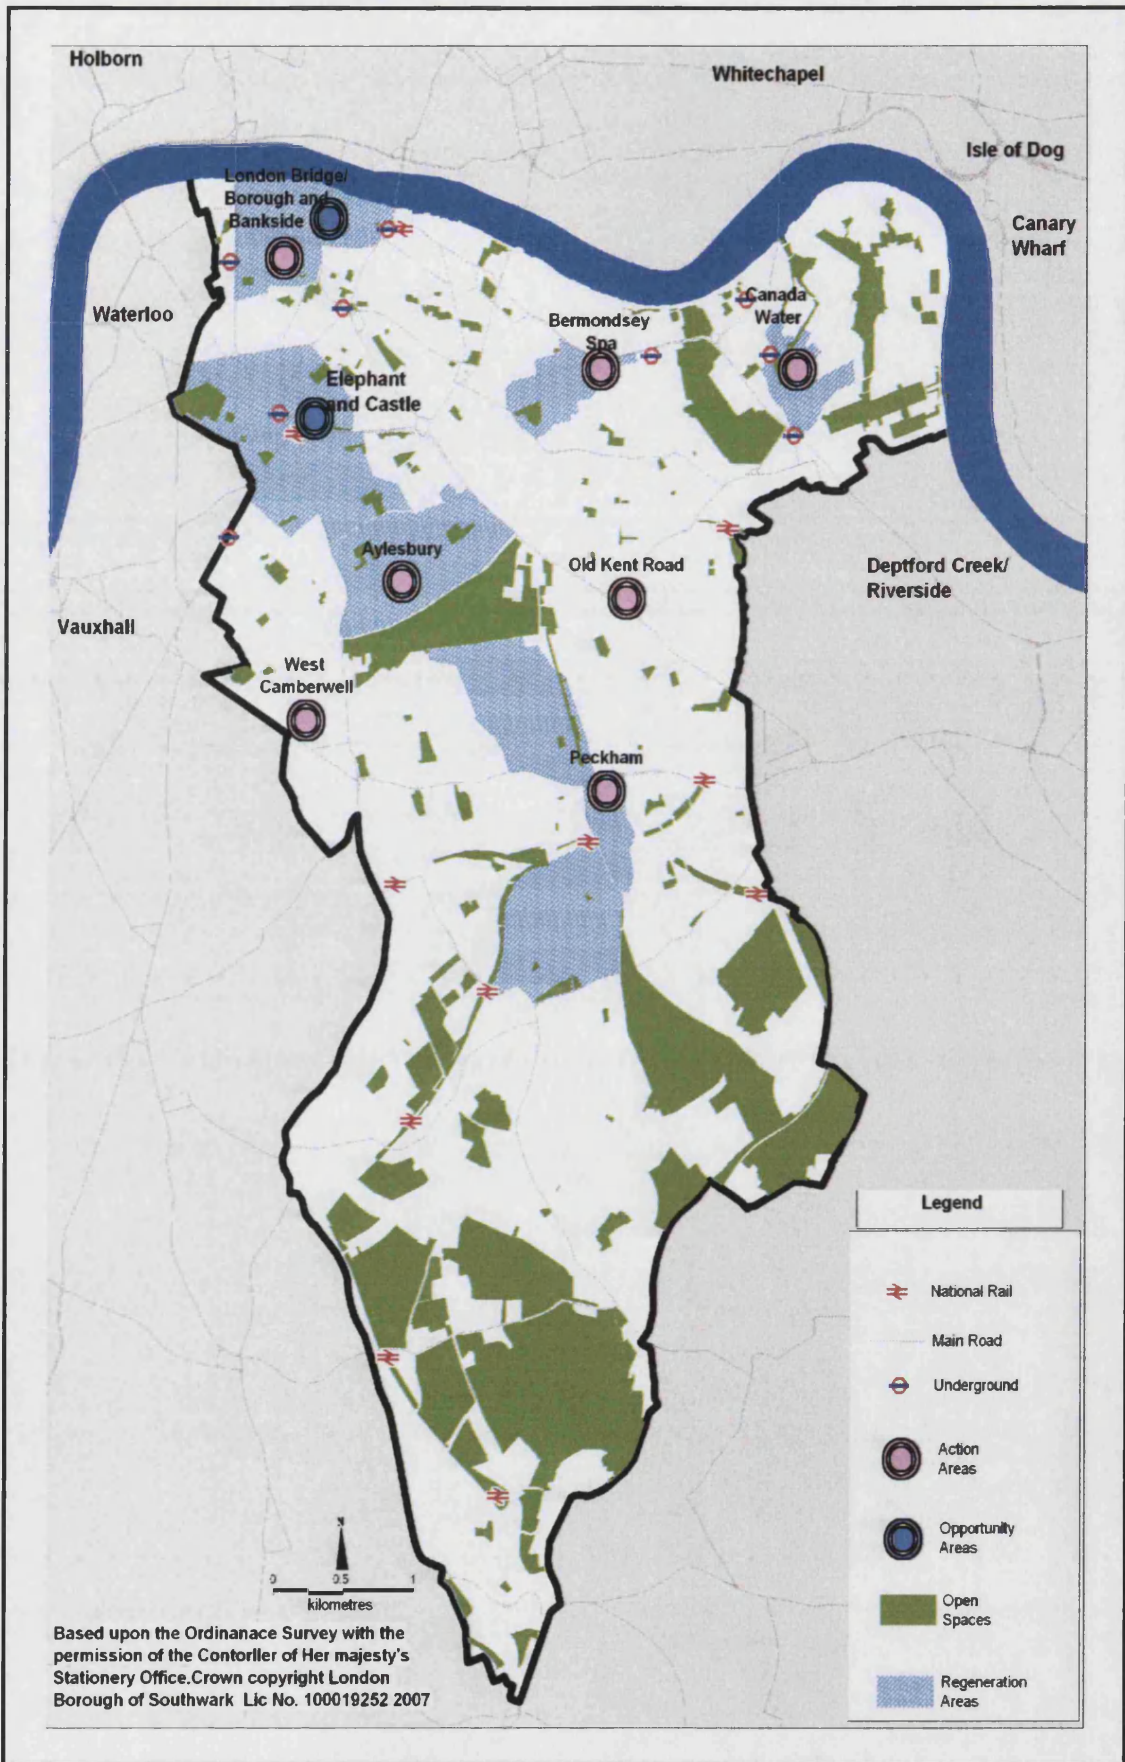 Holborn
Whitechapel
Isle of Dog
London Bridge/
Borough and
Bankside
Canary
Wharf
Waterloo
Canada
Water
Bermondsey
Spa
Elephant
and Castle
Aylesbury
Old Kent Road
Deptford Creek/
Riverside
Vauxhall
West
Camberwell
Peckham
Legend
National Rail
Main Road
Underground
Action
Areas
Opportunity
Areas
Open
Spaces
Regeneration
Areas
N
0 0.5 1
kilometres
Based upon the Ordinanace Survey with the
permission of the Contorller of Her majesty's
Stationery Office.Crown copyright London
Borough of Southwark Lic No. 100019252 2007